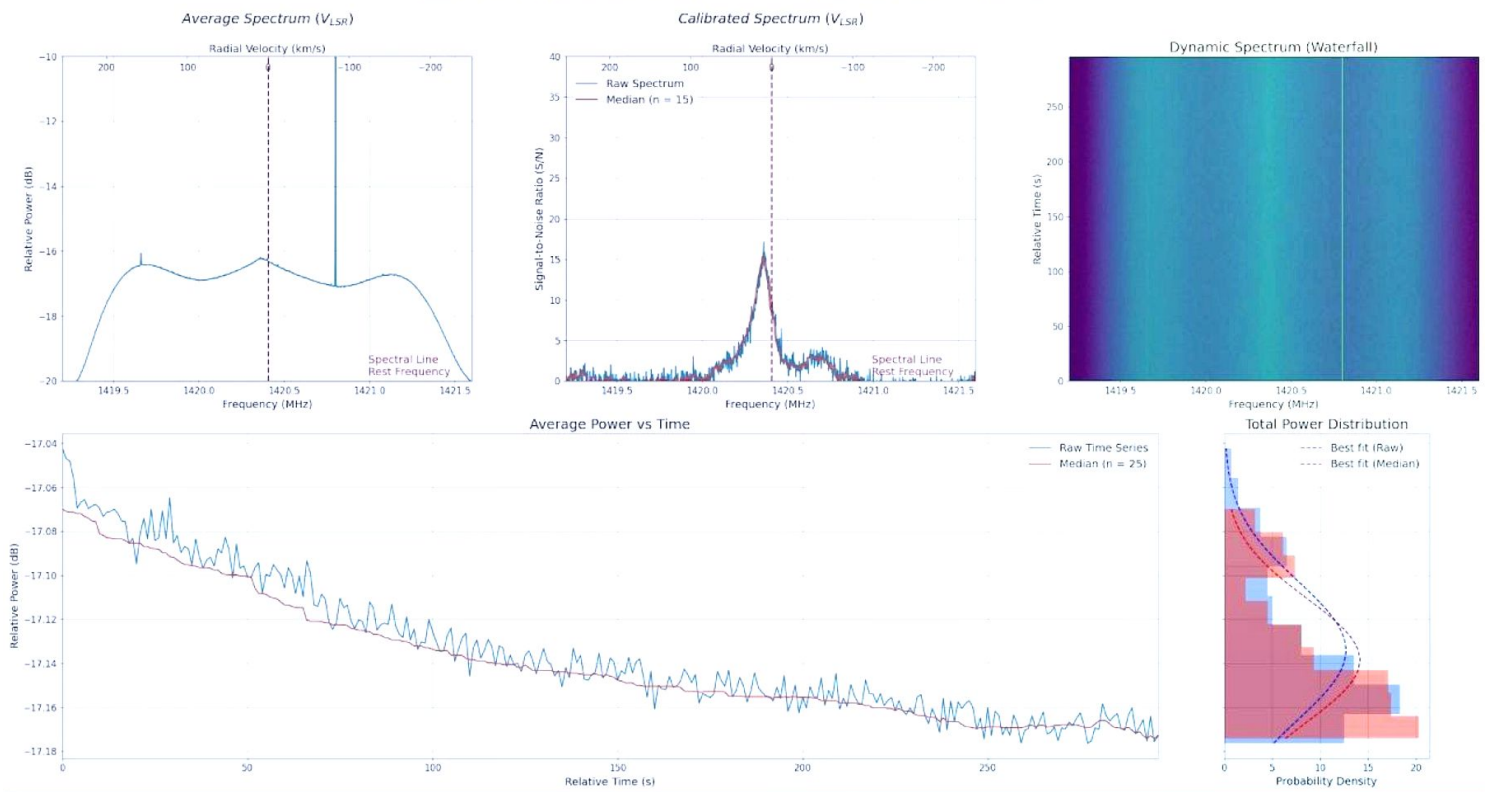 Average Spectrum (V_LSR)
Radial Velocity (km/s)
200 100 0 −100 −200
−10
−12
−14
−16
−18
−20
Relative Power (dB)
Spectral Line
Rest Frequency
1419.5 1420.0 1420.5 1421.0 1421.5
Frequency (MHz)
Calibrated Spectrum (V_LSR)
Radial Velocity (km/s)
200 100 0 −100 −200
Raw Spectrum
Median (n = 15)
40
35
30
25
20
15
10
5
0
Signal-to-Noise Ratio (S/N)
Spectral Line
Rest Frequency
1419.5 1420.0 1420.5 1421.0 1421.5
Frequency (MHz)
Dynamic Spectrum (Waterfall)
250
200
150
100
50
0
Relative Time (s)
1419.5 1420.0 1420.5 1421.0 1421.5
Frequency (MHz)
Average Power vs Time
Raw Time Series
Median (n = 25)
−17.04
−17.06
−17.08
−17.10
−17.12
−17.14
−17.16
−17.18
Relative Power (dB)
0 50 100 150 200 250
Relative Time (s)
Total Power Distribution
Best fit (Raw)
Best fit (Median)
0 5 10 15 20
Probability Density